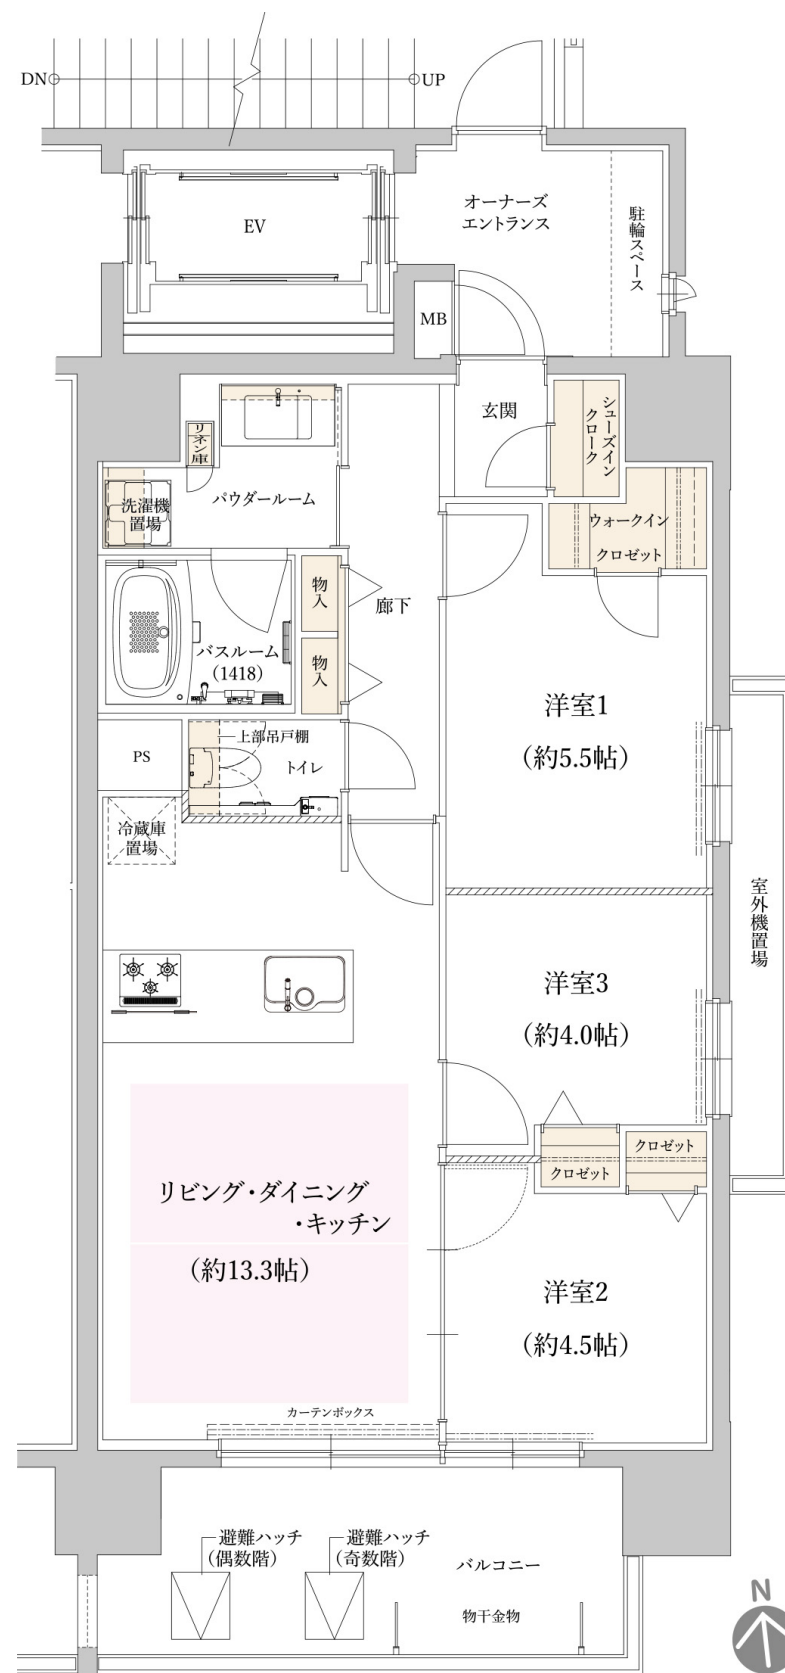 DN
UP
EV
オーナーズ
エントランス
駐輪スペース
MB
玄関
シューズイン
クローク
リネン庫
パウダールーム
洗濯機
置場
ウォークイン
クロゼット
物入
廊下
バスルーム
(1418)
物入
洋室1
（約5.5帖）
PS
上部吊戸棚
トイレ
冷蔵庫
置場
室外機置場
洋室3
（約4.0帖）
クロゼット
クロゼット
リビング・ダイニング
・キッチン
（約13.3帖）
洋室2
（約4.5帖）
カーテンボックス
避難ハッチ
（偶数階）
避難ハッチ
（奇数階）
バルコニー
物干金物
N